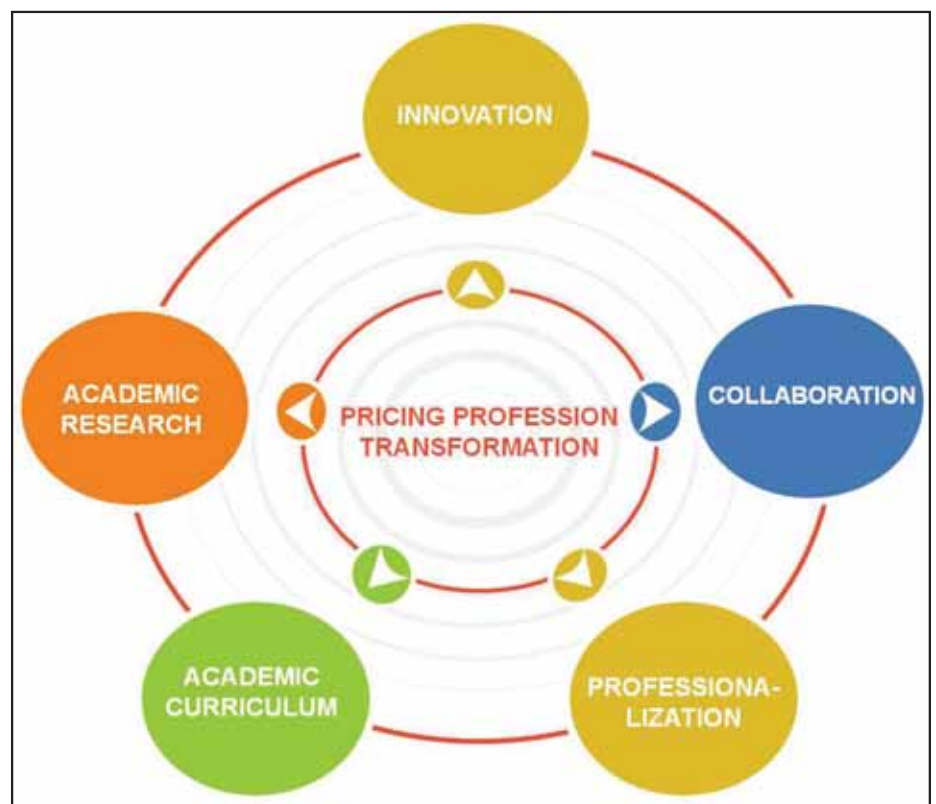 INNOVATION
ACADEMIC
RESEARCH
PRICING PROFESSION
TRANSFORMATION
COLLABORATION
ACADEMIC
CURRICULUM
PROFESSIONA-
LIZATION